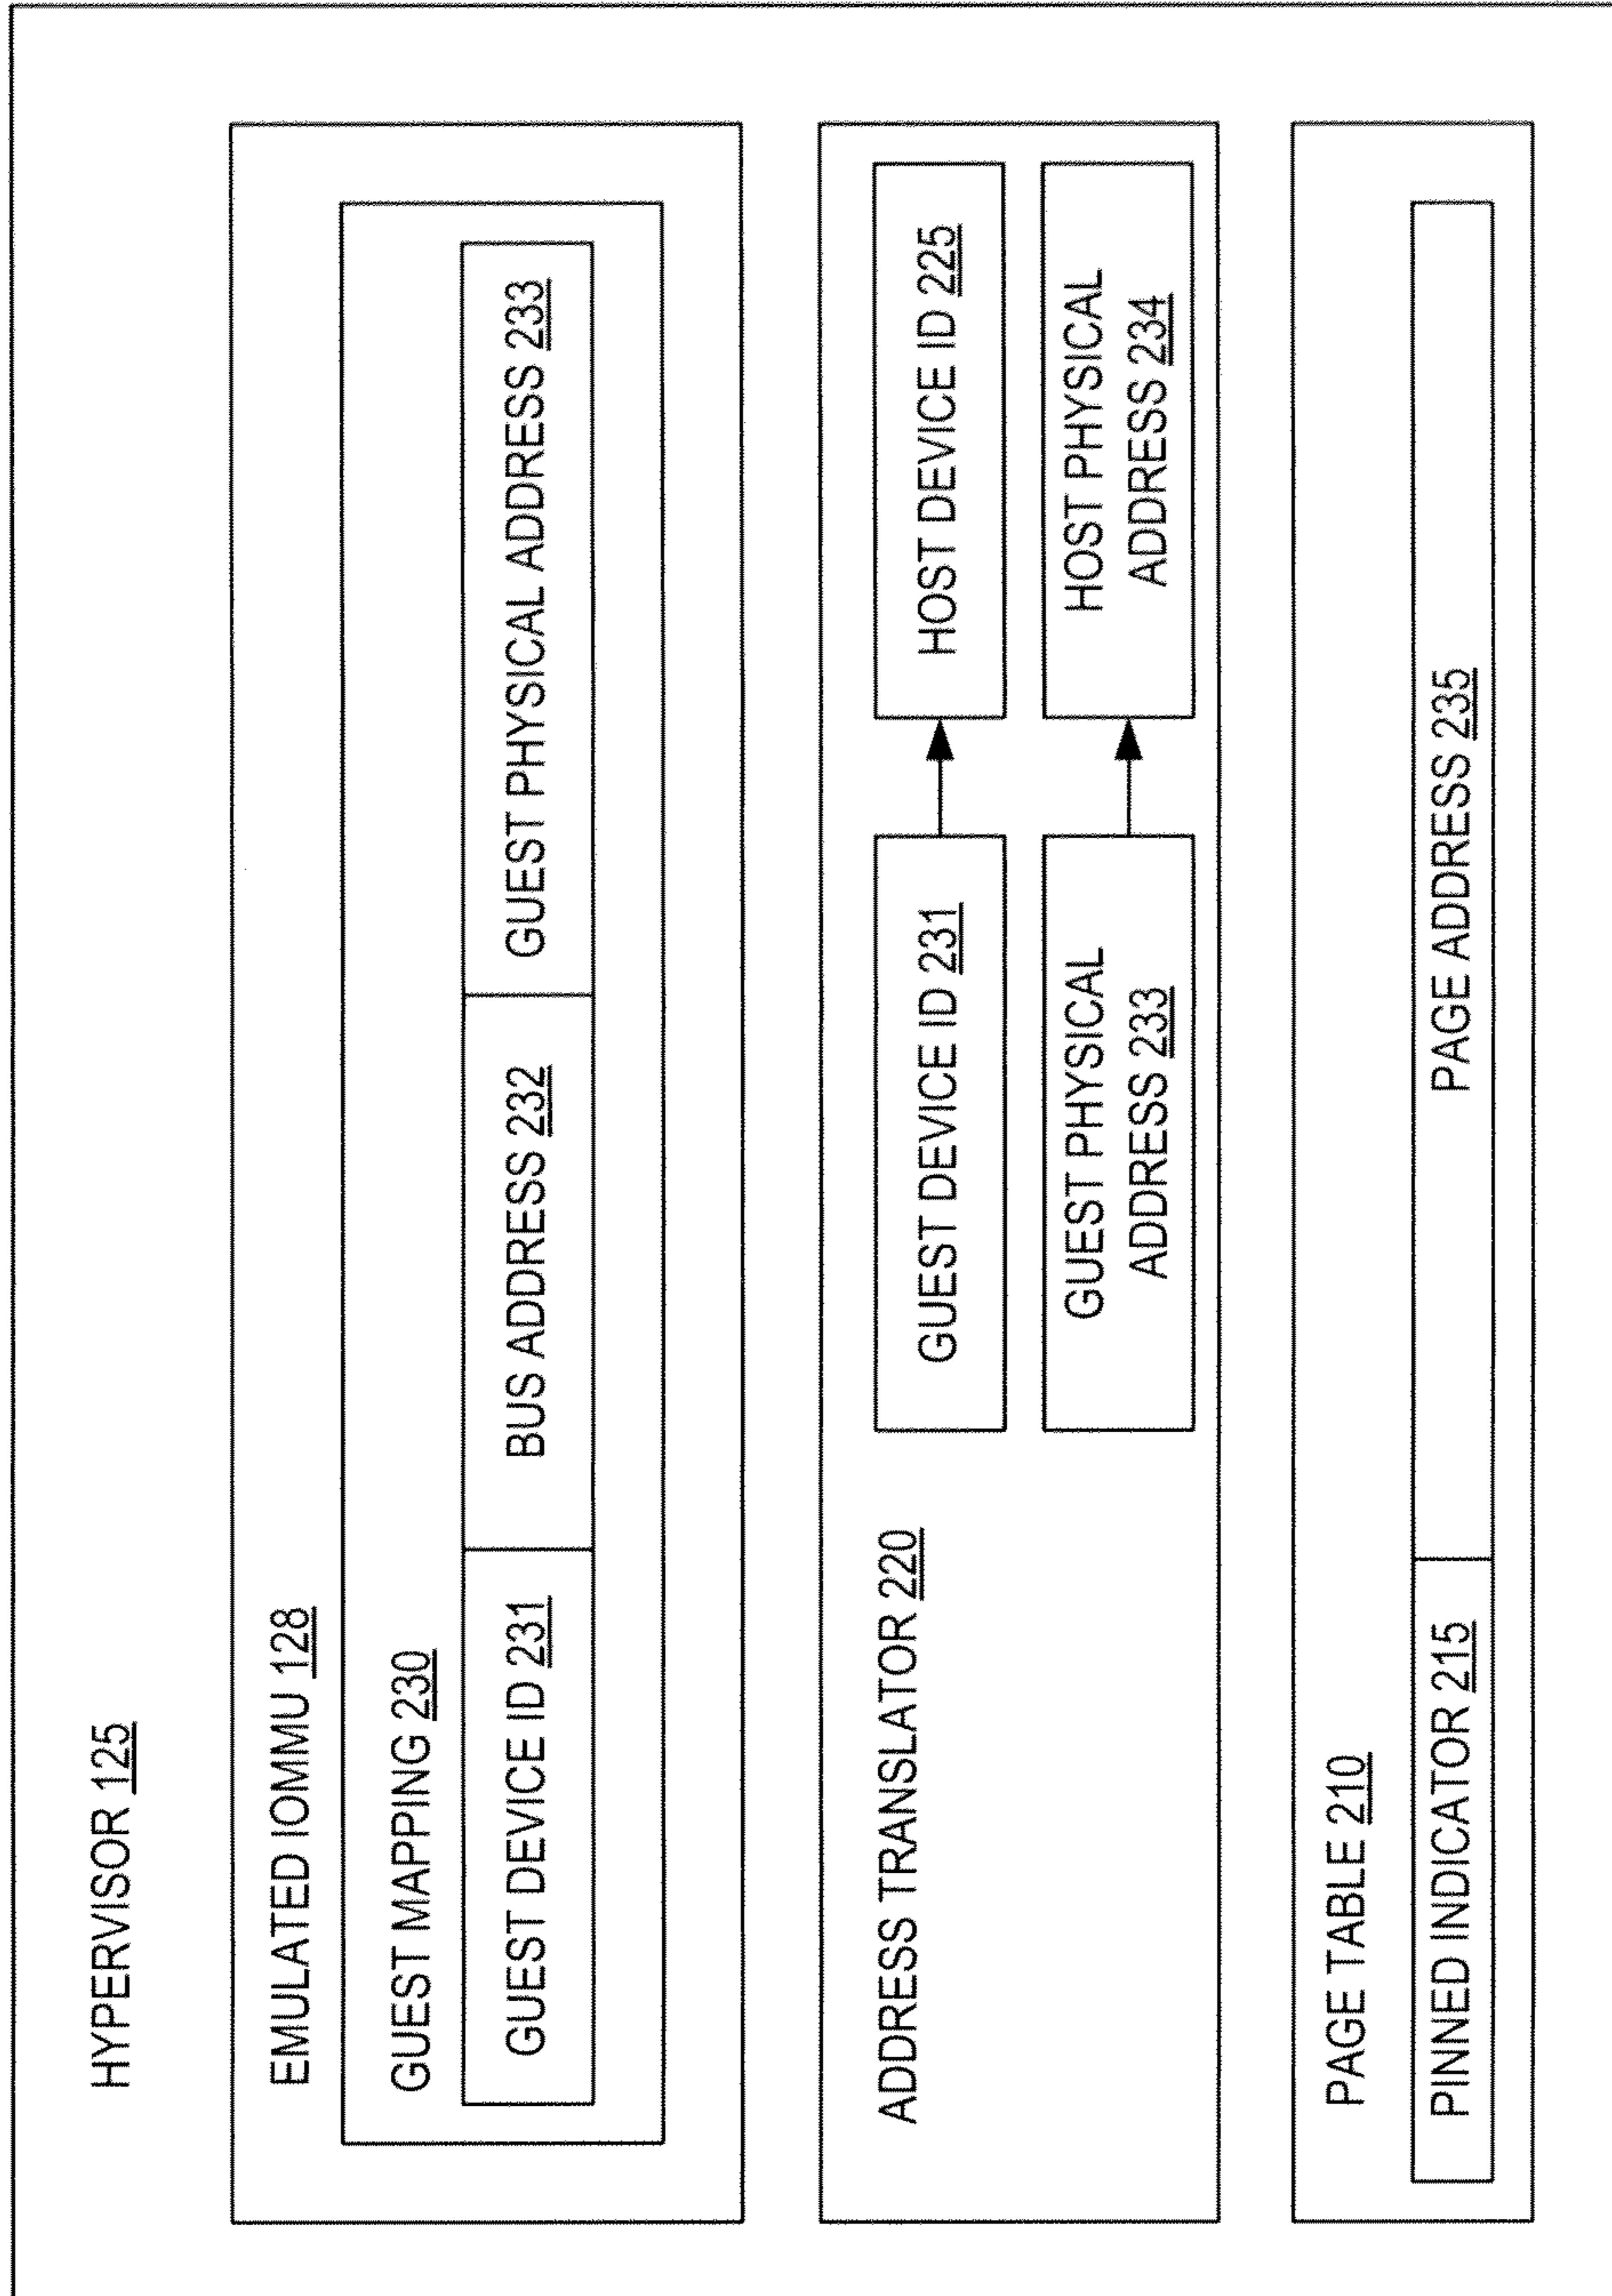 HYPERVISOR 125
EMULATED IOMMU 128
GUEST MAPPING 230
GUEST DEVICE ID 231
BUS ADDRESS 232
GUEST PHYSICAL ADDRESS 233
ADDRESS TRANSLATOR 220
GUEST DEVICE ID 231
HOST DEVICE ID 225
GUEST PHYSICAL
ADDRESS 233
HOST PHYSICAL
ADDRESS 234
PAGE TABLE 210
PINNED INDICATOR 215
PAGE ADDRESS 235